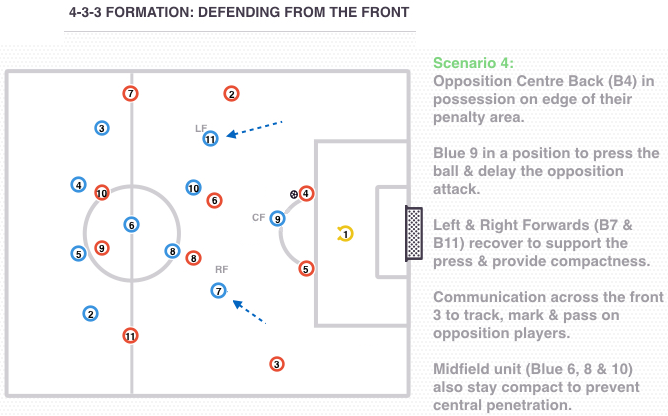 4-3-3 FORMATION: DEFENDING FROM THE FRONT
Scenario 4:
Opposition Centre Back (B4) in
possession on edge of their
penalty area.
Blue 9 in a position to press the
ball & delay the opposition
attack.
Left & Right Forwards (B7 &
B11) recover to support the
press & provide compactness.
Communication across the front
3 to track, mark & pass on
opposition players.
Midfield unit (Blue 6, 8 & 10)
also stay compact to prevent
central penetration.
7
2
3
LF
11
4
10
10
6
4
CF
9
6
1
9
8
5
8
5
RF
7
2
11
3